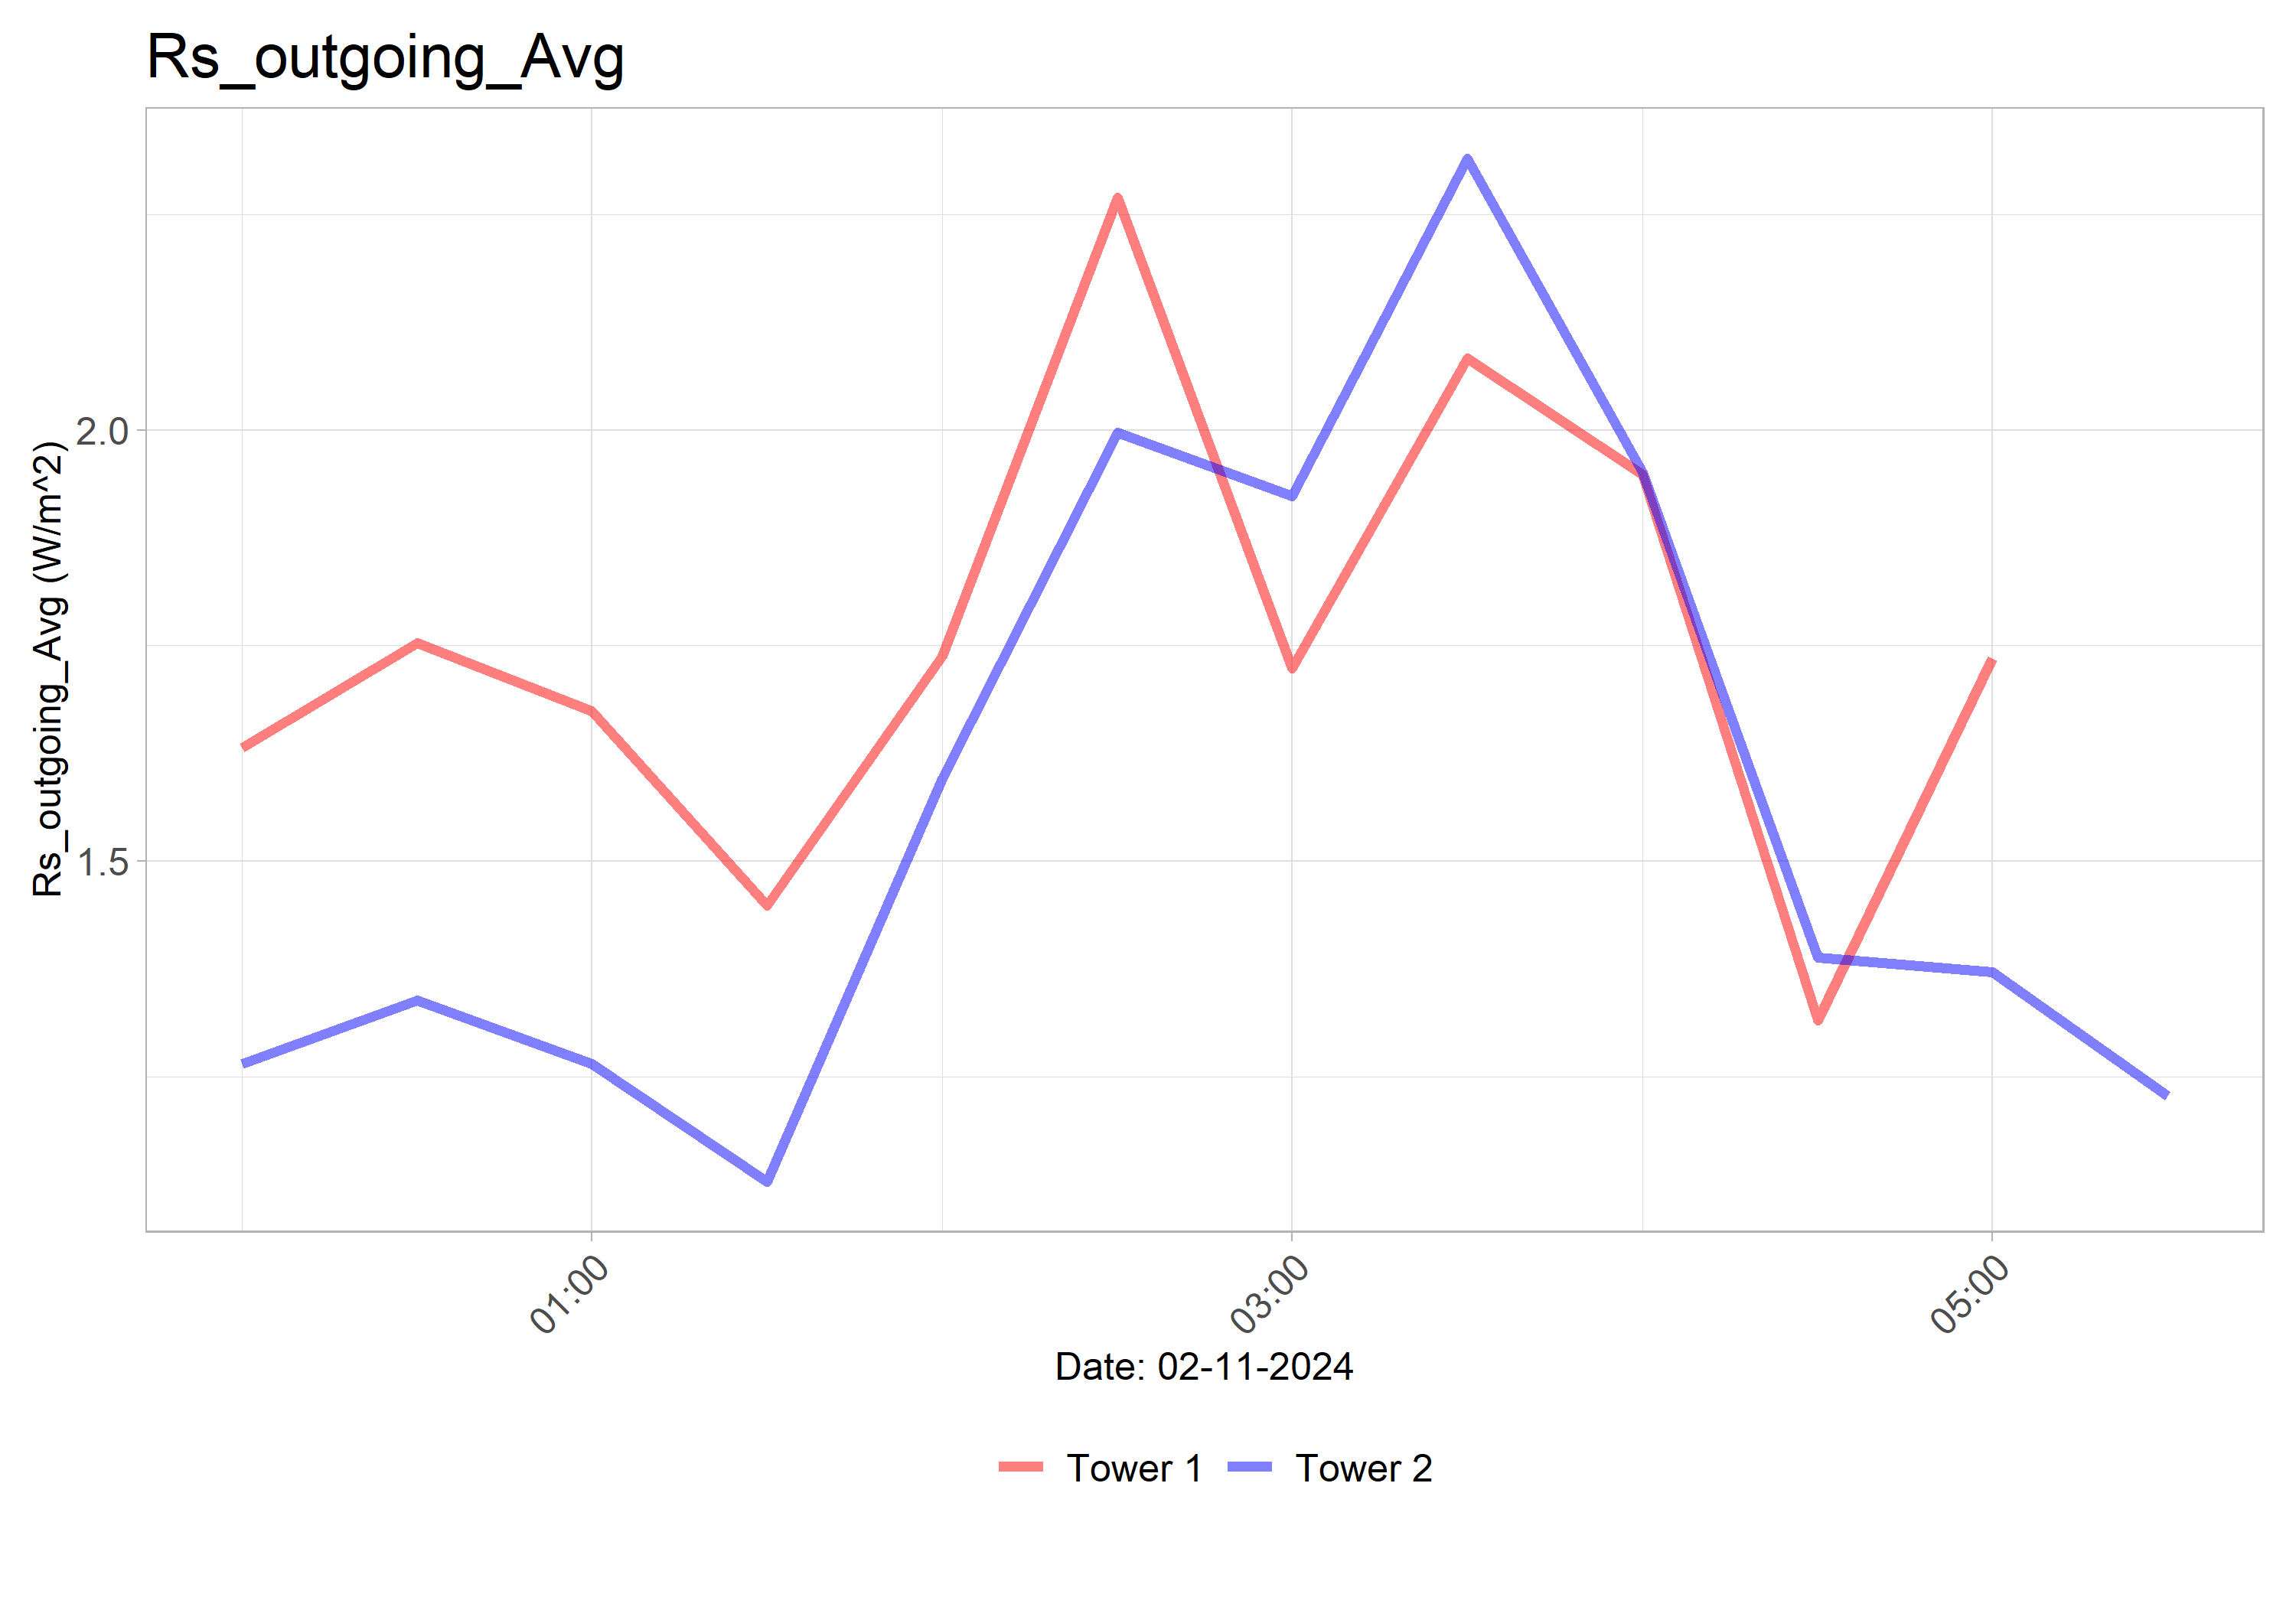 Rs_outgoing_Avg
Rs_outgoing_Avg (W/m^2)
2.0
1.5
01:00
03:00
05:00
Date: 02-11-2024
Tower 1
Tower 2